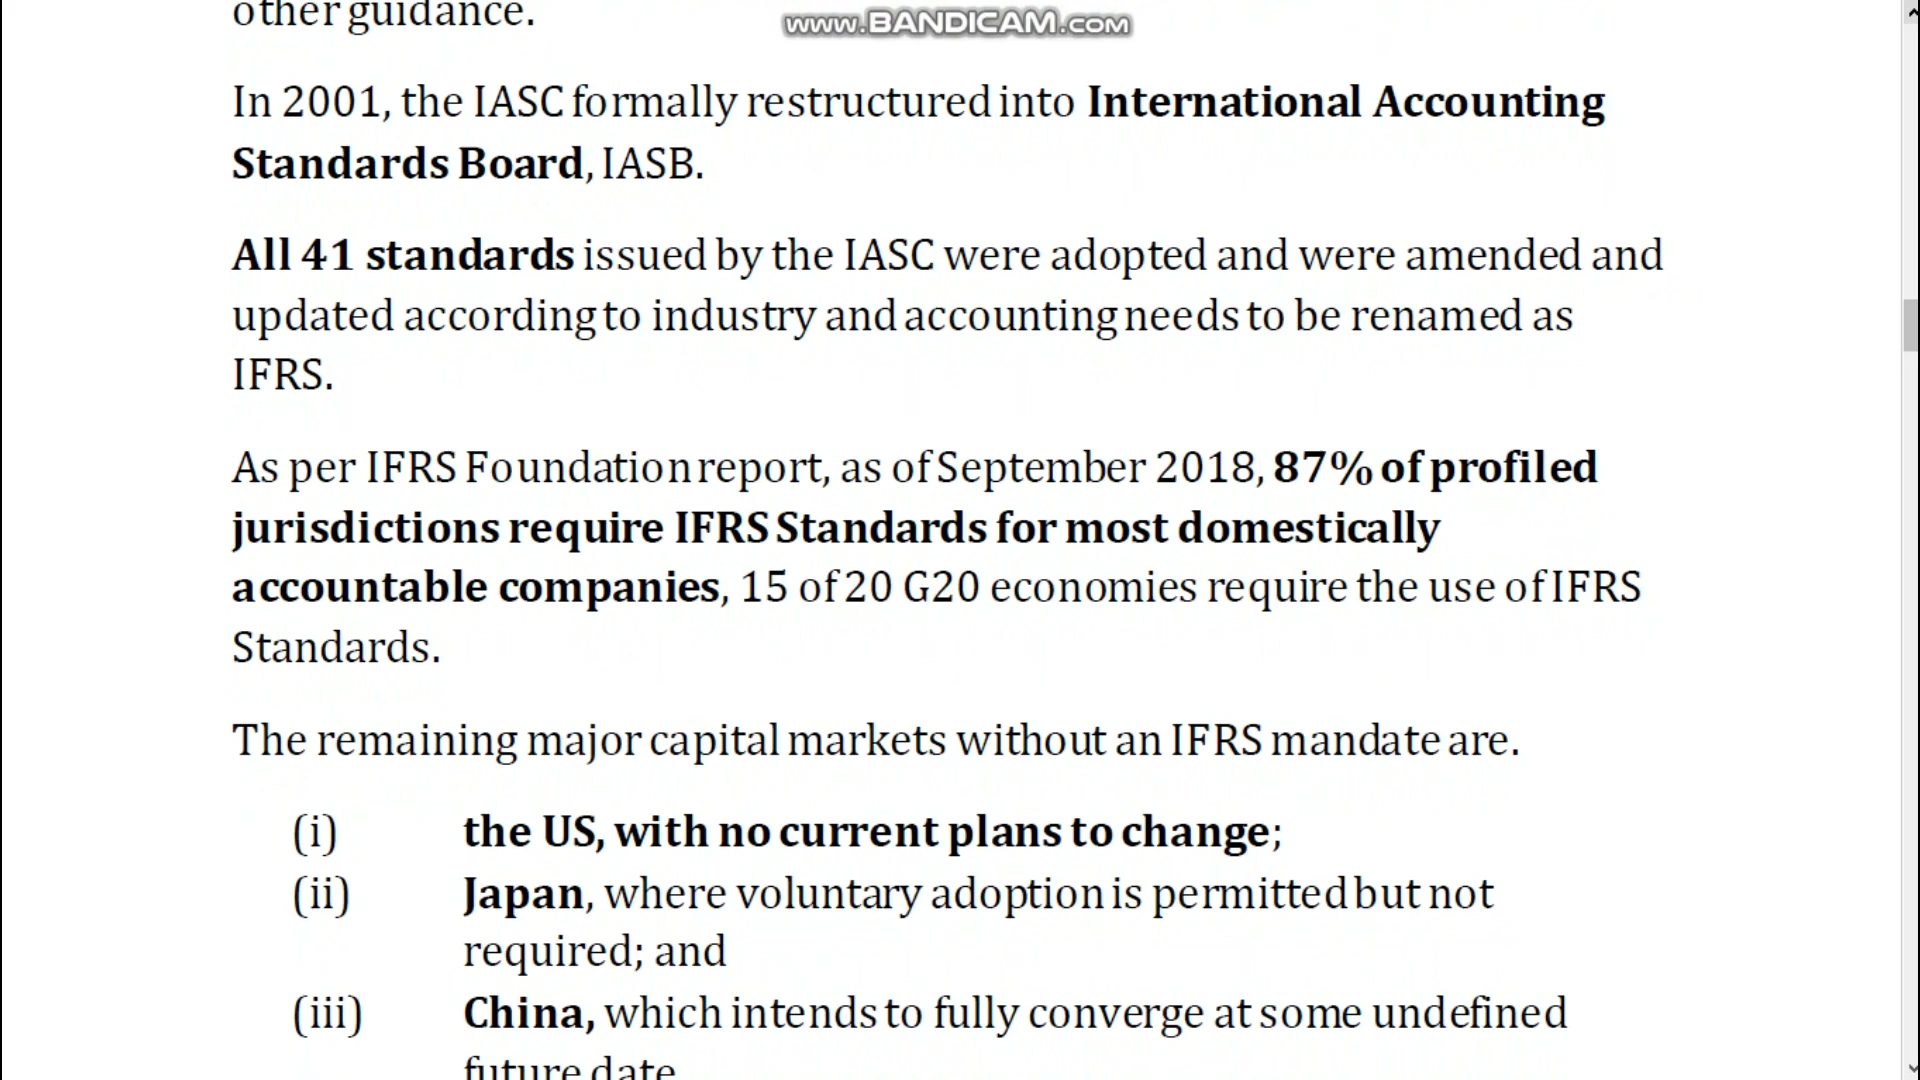 other guidance.
www.BANDICAM.com
In 2001, the IASC formally restructured into International Accounting
Standards Board, IASB.
All 41 standards issued by the IASC were adopted and were amended and
updated according to industry and accounting needs to be renamed as
IFRS.
As per IFRS Foundation report, as of September 2018, 87% of profiled
jurisdictions require IFRS Standards for most domestically
accountable companies, 15 of 20 G20 economies require the use of IFRS
Standards.
The remaining major capital markets without an IFRS mandate are.
(i) the US, with no current plans to change;
(ii) Japan, where voluntary adoption is permitted but not
required; and
(iii) China, which intends to fully converge at some undefined
future date